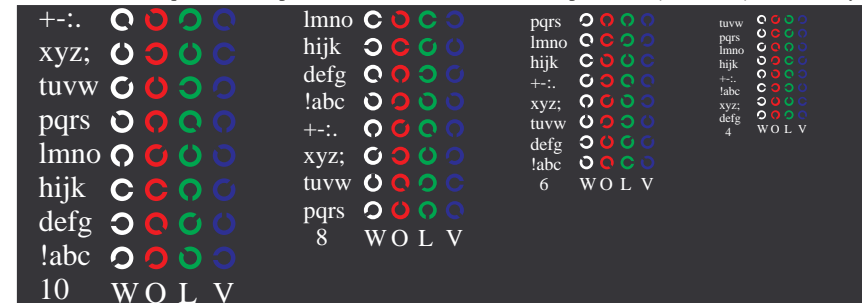 +-:.
xyz;
tuvw
pqrs
lmno
hijk
defg
!abc
10 W O L V
lmno
hijk
defg
!abc
+-:.
xyz;
tuvw
pqrs
8 W O L V
pqrs
lmno
hijk
+-:.
xyz;
tuvw
defg
!abc
6 W O L V
tuvw
pqrs
lmno
hijk
+-:.
!abc
xyz;
defg
4 W O L V